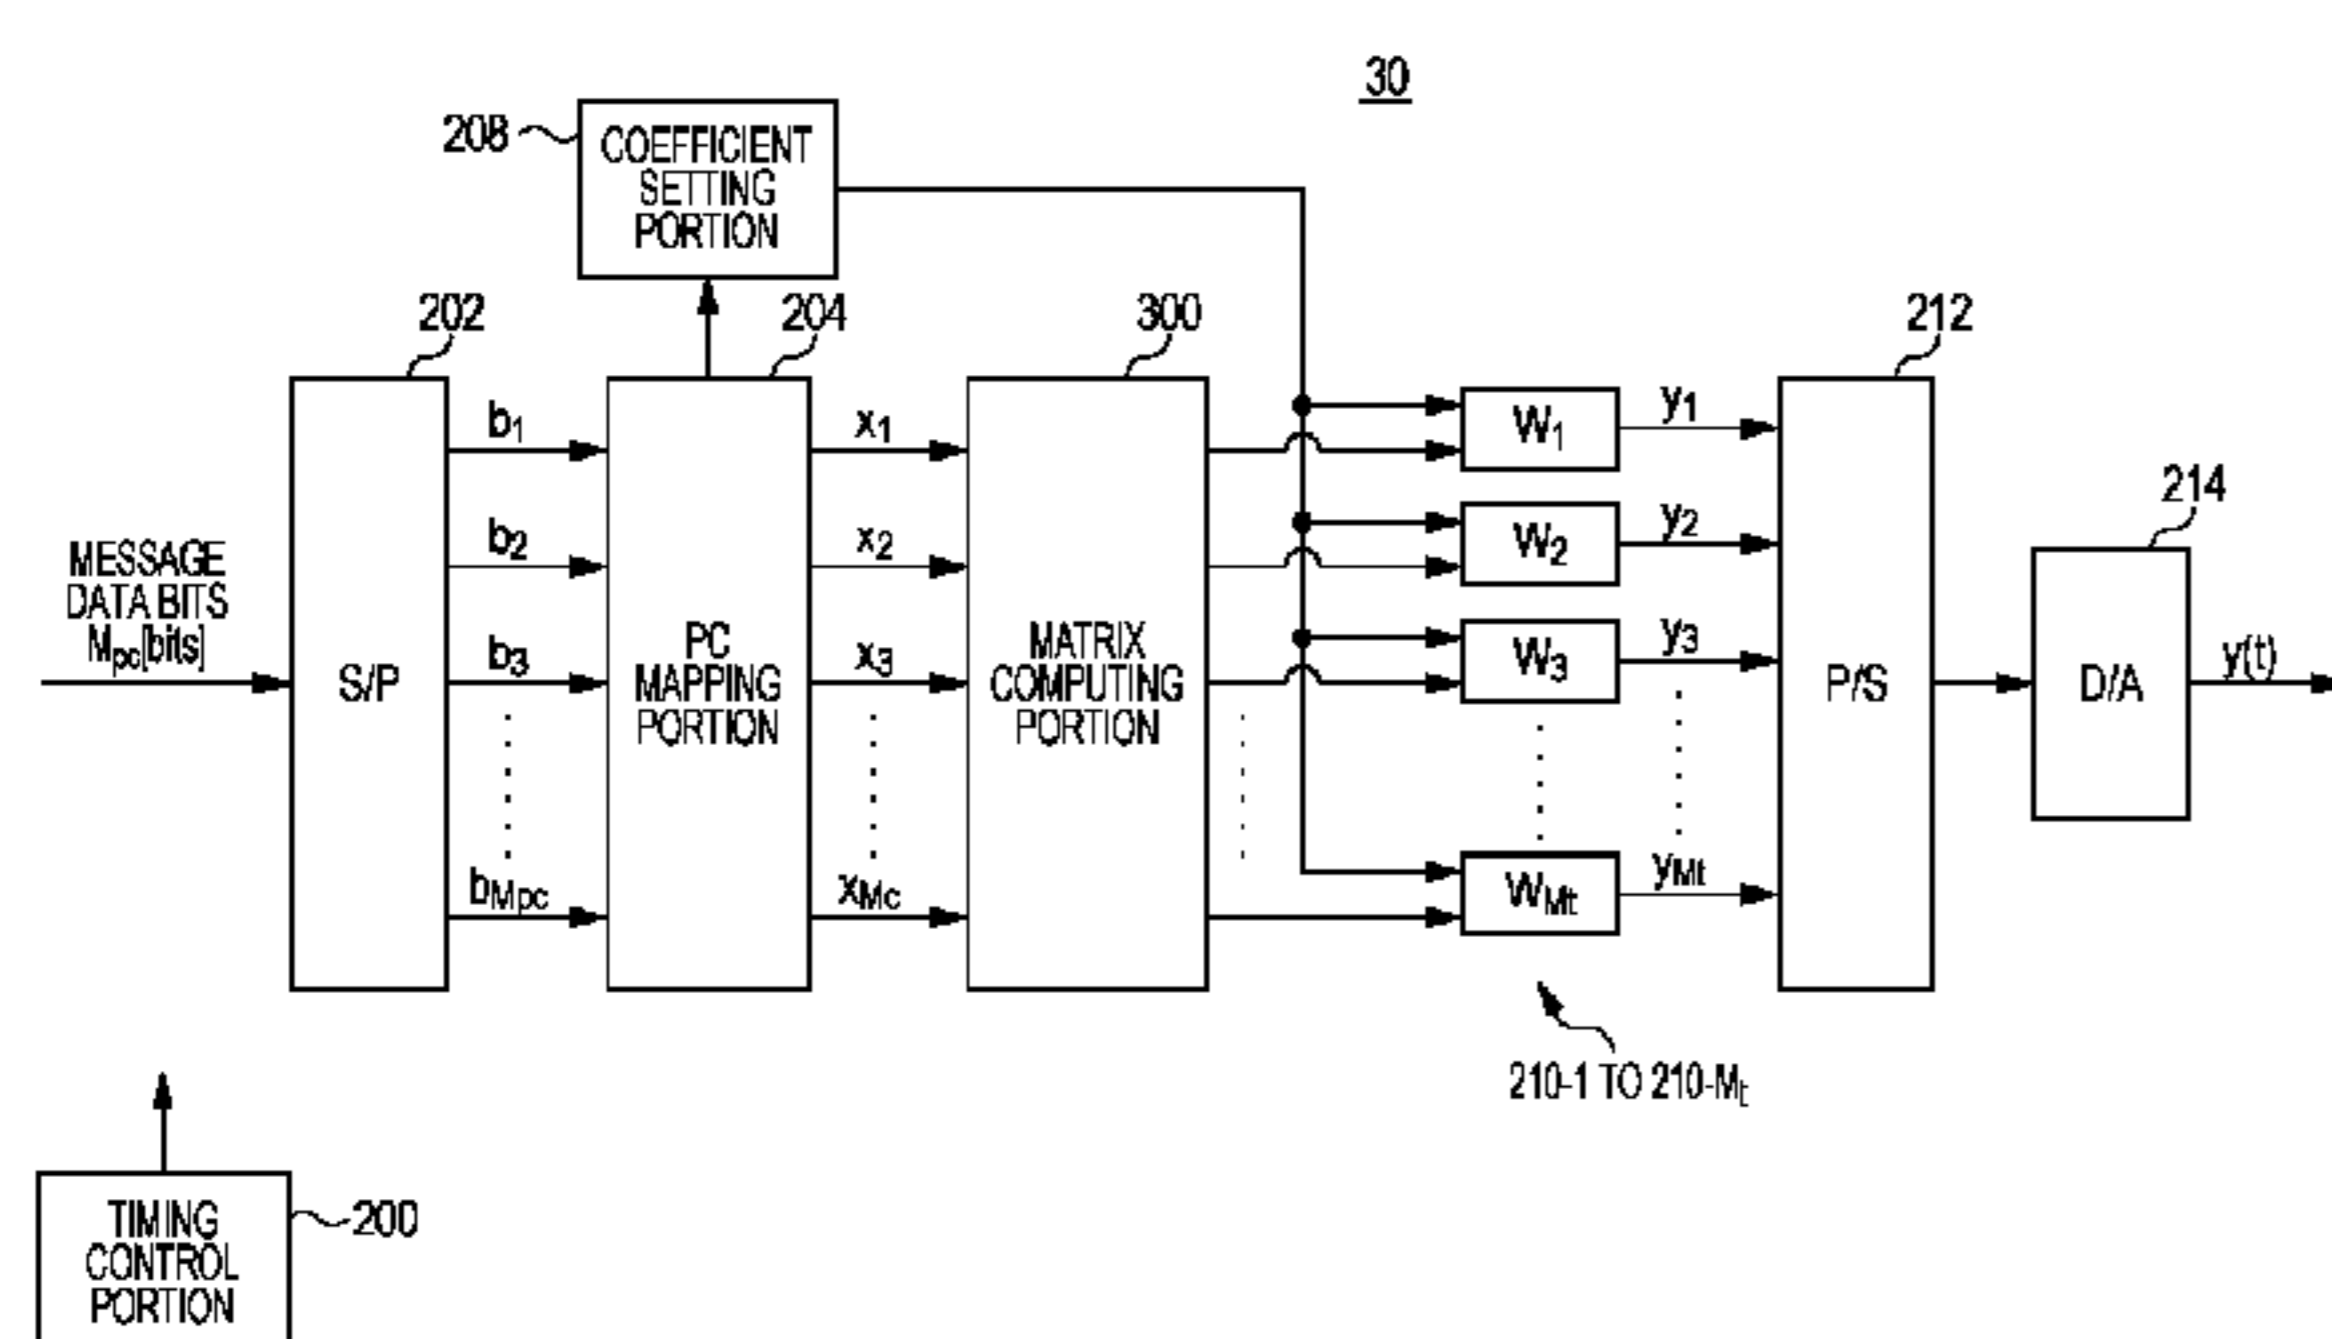 30
208
COEFFICIENT
SETTING
PORTION
202
204
300
212
214
MESSAGE
DATA BITS
Mpc[bits]
S/P
b1
b2
b3
bMpc
PC
MAPPING
PORTION
x1
x2
x3
xMc
MATRIX
COMPUTING
PORTION
W1
W2
W3
WMt
y1
y2
y3
yMt
P/S
D/A
y(t)
210-1 TO 210-Mt
TIMING
CONTROL
PORTION
200